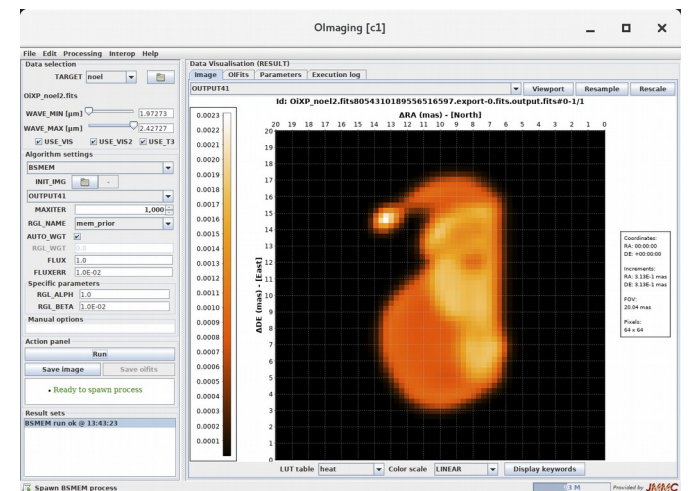 OImaging [c1]
File Edit Processing Interop Help
Data selection
TARGET noel
OiXP_noel2.fits
WAVE_MIN [µm] 1.97273
WAVE_MAX [µm] 2.42727
USE_VIS USE_VIS2 USE_T3
Algorithm settings
BSMEM
INIT_IMG -
OUTPUT41
MAXITER 1,000
RGL_NAME mem_prior
AUTO_WGT
RGL_WGT 0.0
FLUX 1.0
FLUXERR 1.0E-02
Specific parameters
RGL_ALPH 1.0
RGL_BETA 1.0E-02
Manual options
Action panel
Run
Save image Save oifits
• Ready to spawn process
Result sets
BSMEM run ok @ 13:43:23
Spawn BSMEM process
Data Visualisation (RESULT)
Image OIFits Parameters Execution log
OUTPUT41 Viewport Resample Rescale
Id: OiXP_noel2.fits8054310189556516597.export-0.fits.output.fits#0-1/1
ΔRA (mas) - [North]
20 19 18 17 16 15 14 13 12 11 10 9 8 7 6 5 4 3 2 1 0
ΔDE (mas) - [East]
20
19
18
17
16
15
14
13
12
11
10
9
8
7
6
5
4
3
2
1
0
0.0023
0.0022
0.0021
0.0020
0.0019
0.0018
0.0017
0.0016
0.0015
0.0014
0.0013
0.0012
0.0011
0.0010
0.0009
0.0008
0.0007
0.0006
0.0005
0.0004
0.0003
0.0002
0.0001
Coordinates:
RA: 00:00:00
DE: +00:00:00
Increments:
RA: 3.13E-1 mas
DE: 3.13E-1 mas
FOV:
20.04 mas
Pixels:
64 x 64
LUT table heat Color scale LINEAR Display keywords
3 M Provided by JMMC